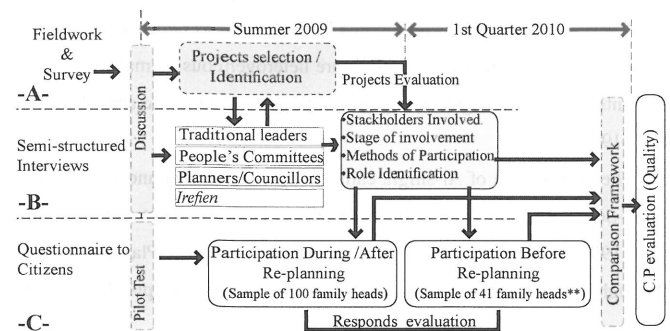 Summer 2009
1st Quarter 2010
Fieldwork
&
Survey
-A-
Discussion
Projects selection /
Identification
Projects Evaluation
Semi-structured
Interviews
-B-
Traditional leaders
People's Committees
Planners/Councillors
Irefien
•Stackholders Involved
•Stage of involvement
•Methods of Participation
•Role Identification
Questionnaire to
Citizens
-C-
Pilot Test
Participation During /After
Re-planning
(Sample of 100 family heads)
Participation Before
Re-planning
(Sample of 41 family heads**)
Responds evaluation
Comparison Framework
C.P evaluation (Quality)